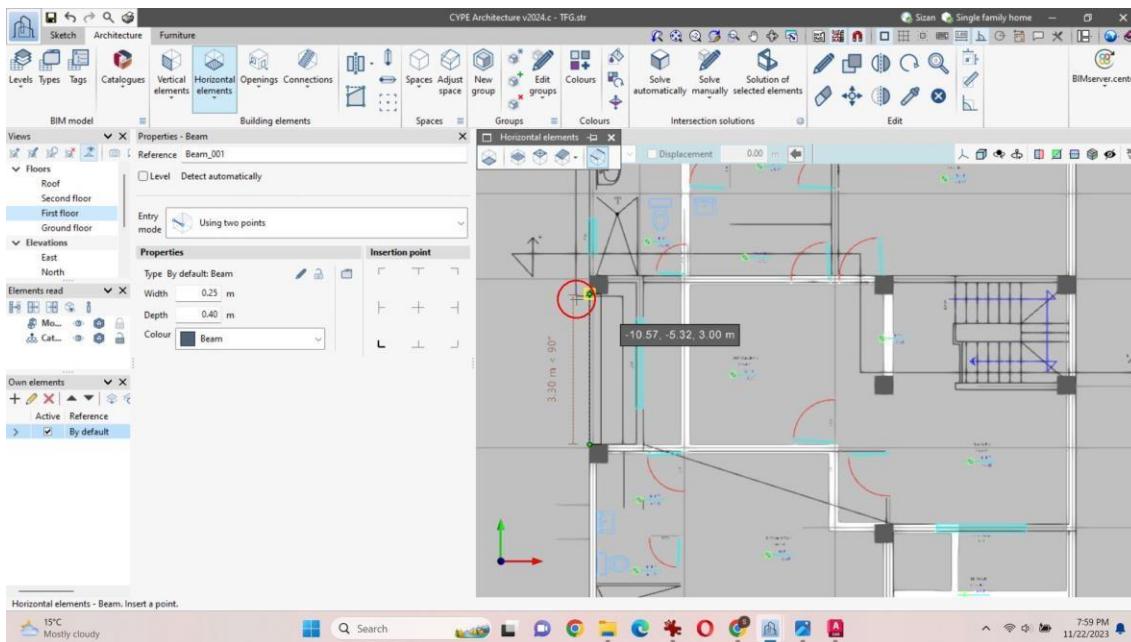 CYPE Architecture v2024.c - TFG.str
Sizan
Single family home
Sketch
Architecture
Furniture
Levels
Types
Tags
Catalogues
Vertical elements
Horizontal elements
Openings
Connections
Spaces
Adjust space
New group
Edit groups
Colours
Solve automatically
Solve manually
Solution of selected elements
BIMserver.cente
BIM model
Building elements
Spaces
Groups
Colours
Intersection solutions
Edit
Views
Floors
Roof
Second floor
First floor
Ground floor
Elevations
East
North
Elements read
Mo...
Cat...
Own elements
Active Reference
By default
Properties - Beam
Reference Beam_001
Level Detect automatically
Entry mode Using two points
Properties
Insertion point
Type By default: Beam
Width 0.25 m
Depth 0.40 m
Colour Beam
Horizontal elements
Displacement 0.00 m
-10.57, -5.32, 3.00 m
3.30 m < 90°
Horizontal elements - Beam. Insert a point.
15°C
Mostly cloudy
Search
7:59 PM
11/22/2023